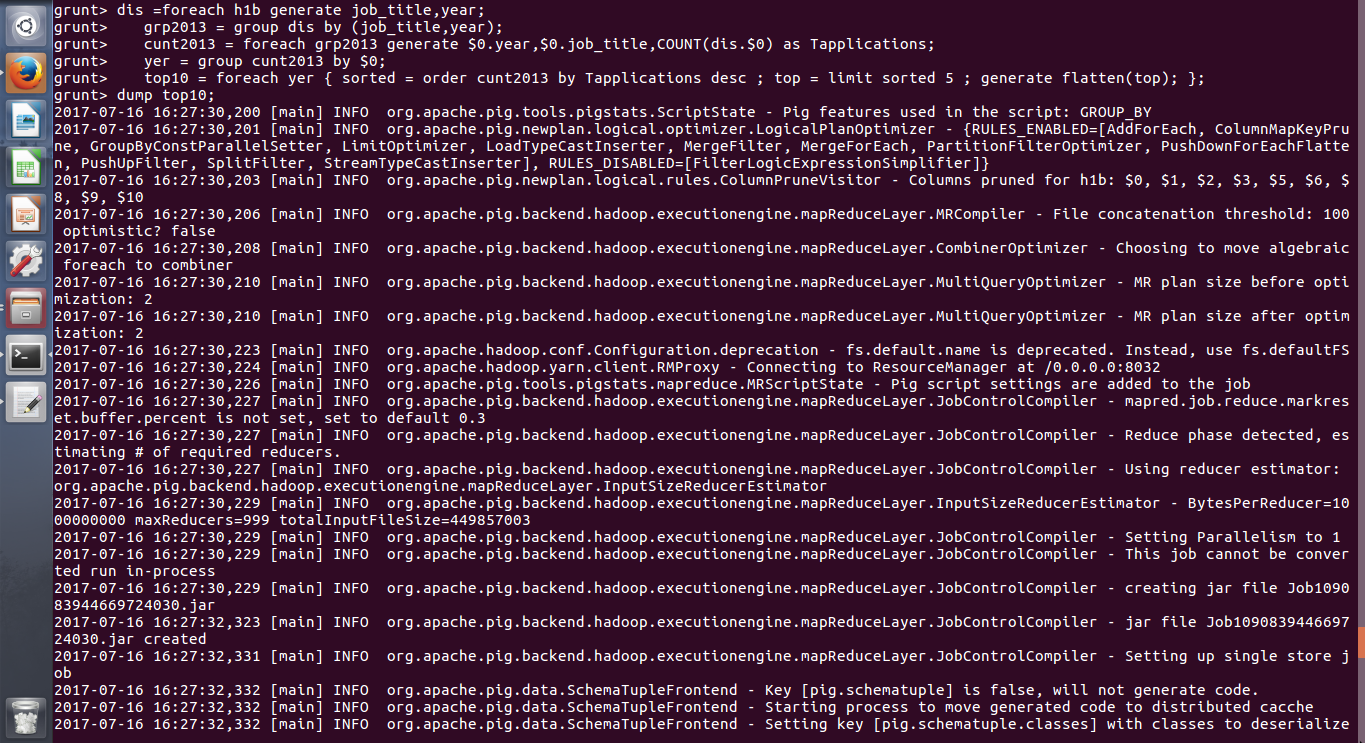 grunt> dis =foreach h1b generate job_title,year;
grunt>    grp2013 = group dis by (job_title,year);
grunt>    cunt2013 = foreach grp2013 generate $0.year,$0.job_title,COUNT(dis.$0) as Tapplications;
grunt>    yer = group cunt2013 by $0;
grunt>    top10 = foreach yer { sorted = order cunt2013 by Tapplications desc ; top = limit sorted 5 ; generate flatten(top); };
grunt> dump top10;
2017-07-16 16:27:30,200 [main] INFO  org.apache.pig.tools.pigstats.ScriptState - Pig features used in the script: GROUP_BY
2017-07-16 16:27:30,201 [main] INFO  org.apache.pig.newplan.logical.optimizer.LogicalPlanOptimizer - {RULES_ENABLED=[AddForEach, ColumnMapKeyPru
ne, GroupByConstParallelSetter, LimitOptimizer, LoadTypeCastInserter, MergeFilter, MergeForEach, PartitionFilterOptimizer, PushDownForEachFlatte
n, PushUpFilter, SplitFilter, StreamTypeCastInserter], RULES_DISABLED=[FilterLogicExpressionSimplifier]}
2017-07-16 16:27:30,203 [main] INFO  org.apache.pig.newplan.logical.rules.ColumnPruneVisitor - Columns pruned for h1b: $0, $1, $2, $3, $5, $6, $
8, $9, $10
2017-07-16 16:27:30,206 [main] INFO  org.apache.pig.backend.hadoop.executionengine.mapReduceLayer.MRCompiler - File concatenation threshold: 100
 optimistic? false
2017-07-16 16:27:30,208 [main] INFO  org.apache.pig.backend.hadoop.executionengine.mapReduceLayer.CombinerOptimizer - Choosing to move algebraic
 foreach to combiner
2017-07-16 16:27:30,210 [main] INFO  org.apache.pig.backend.hadoop.executionengine.mapReduceLayer.MultiQueryOptimizer - MR plan size before opti
mization: 2
2017-07-16 16:27:30,210 [main] INFO  org.apache.pig.backend.hadoop.executionengine.mapReduceLayer.MultiQueryOptimizer - MR plan size after optim
ization: 2
2017-07-16 16:27:30,223 [main] INFO  org.apache.hadoop.conf.Configuration.deprecation - fs.default.name is deprecated. Instead, use fs.defaultFS
2017-07-16 16:27:30,224 [main] INFO  org.apache.hadoop.yarn.client.RMProxy - Connecting to ResourceManager at /0.0.0.0:8032
2017-07-16 16:27:30,226 [main] INFO  org.apache.pig.tools.pigstats.mapreduce.MRScriptState - Pig script settings are added to the job
2017-07-16 16:27:30,227 [main] INFO  org.apache.pig.backend.hadoop.executionengine.mapReduceLayer.JobControlCompiler - mapred.job.reduce.markres
et.buffer.percent is not set, set to default 0.3
2017-07-16 16:27:30,227 [main] INFO  org.apache.pig.backend.hadoop.executionengine.mapReduceLayer.JobControlCompiler - Reduce phase detected, es
timating # of required reducers.
2017-07-16 16:27:30,227 [main] INFO  org.apache.pig.backend.hadoop.executionengine.mapReduceLayer.JobControlCompiler - Using reducer estimator: 
org.apache.pig.backend.hadoop.executionengine.mapReduceLayer.InputSizeReducerEstimator
2017-07-16 16:27:30,229 [main] INFO  org.apache.pig.backend.hadoop.executionengine.mapReduceLayer.InputSizeReducerEstimator - BytesPerReducer=10
00000000 maxReducers=999 totalInputFileSize=449857003
2017-07-16 16:27:30,229 [main] INFO  org.apache.pig.backend.hadoop.executionengine.mapReduceLayer.JobControlCompiler - Setting Parallelism to 1
2017-07-16 16:27:30,229 [main] INFO  org.apache.pig.backend.hadoop.executionengine.mapReduceLayer.JobControlCompiler - This job cannot be conver
ted run in-process
2017-07-16 16:27:30,229 [main] INFO  org.apache.pig.backend.hadoop.executionengine.mapReduceLayer.JobControlCompiler - creating jar file Job1090
83944669724030.jar
2017-07-16 16:27:32,323 [main] INFO  org.apache.pig.backend.hadoop.executionengine.mapReduceLayer.JobControlCompiler - jar file Job1090839446697
24030.jar created
2017-07-16 16:27:32,331 [main] INFO  org.apache.pig.backend.hadoop.executionengine.mapReduceLayer.JobControlCompiler - Setting up single store j
ob
2017-07-16 16:27:32,332 [main] INFO  org.apache.pig.data.SchemaTupleFrontend - Key [pig.schematuple] is false, will not generate code.
2017-07-16 16:27:32,332 [main] INFO  org.apache.pig.data.SchemaTupleFrontend - Starting process to move generated code to distributed cacche
2017-07-16 16:27:32,332 [main] INFO  org.apache.pig.data.SchemaTupleFrontend - Setting key [pig.schematuple.classes] with classes to deserialize